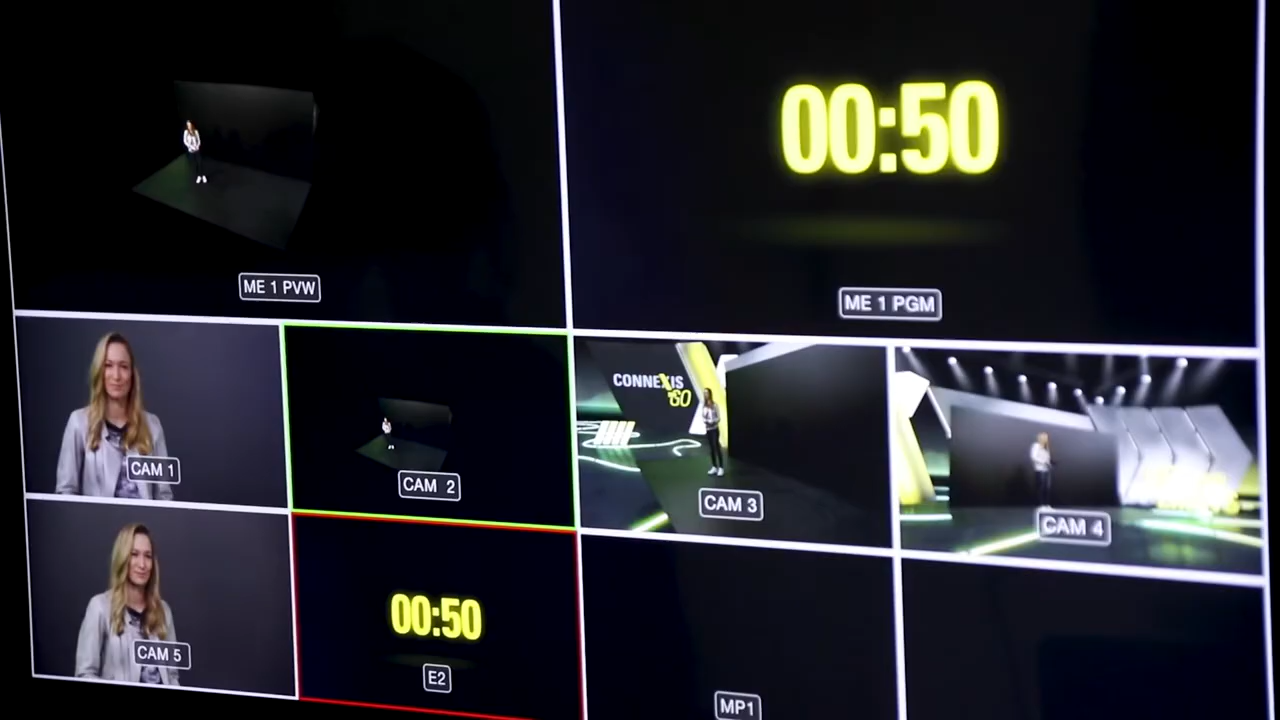 00:50
ME 1 PVW
ME 1 PGM
CONNEXIS
60
CAM 1
CAM 2
CAM 3
CAM 4
00:50
CAM 5
E2
MP1